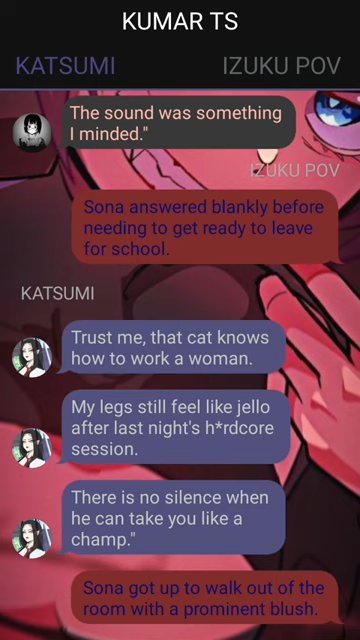 KUMAR TS
KATSUMI
IZUKU POV
The sound was something
I minded."
IZUKU POV
Sona answered blankly before
needing to get ready to leave
for school.
KATSUMI
Trust me, that cat knows
how to work a woman.
My legs still feel like jello
after last night's h*rdcore
session.
There is no silence when
he can take you like a
champ."
Sona got up to walk out of the
room with a prominent blush.